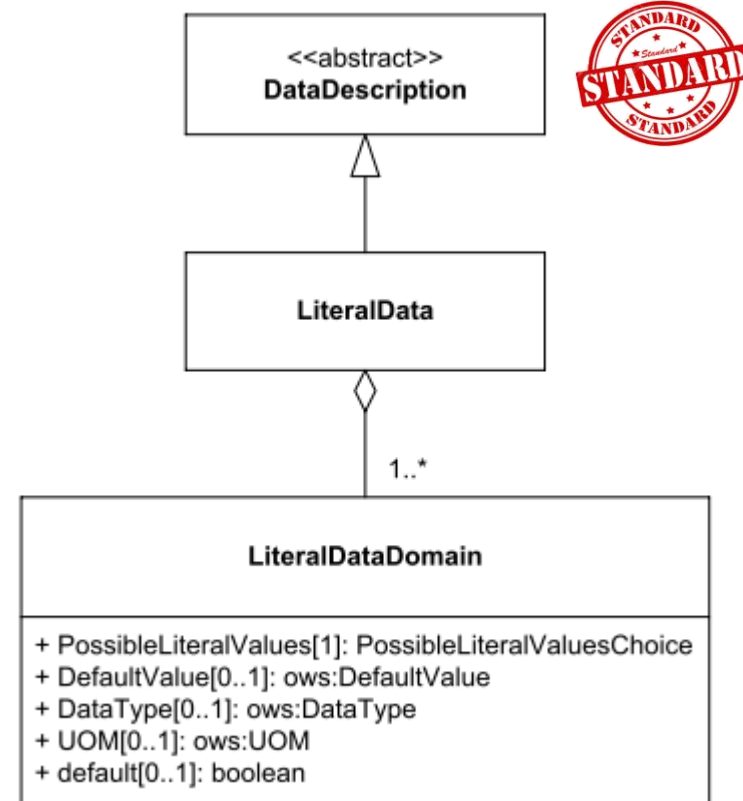 <<abstract>>
DataDescription
STANDARD
Standard
STANDARD
STANDARD
LiteralData
1..*
LiteralDataDomain
+ PossibleLiteralValues[1]: PossibleLiteralValuesChoice
+ DefaultValue[0..1]: ows:DefaultValue
+ DataType[0..1]: ows:DataType
+ UOM[0..1]: ows:UOM
+ default[0..1]: boolean